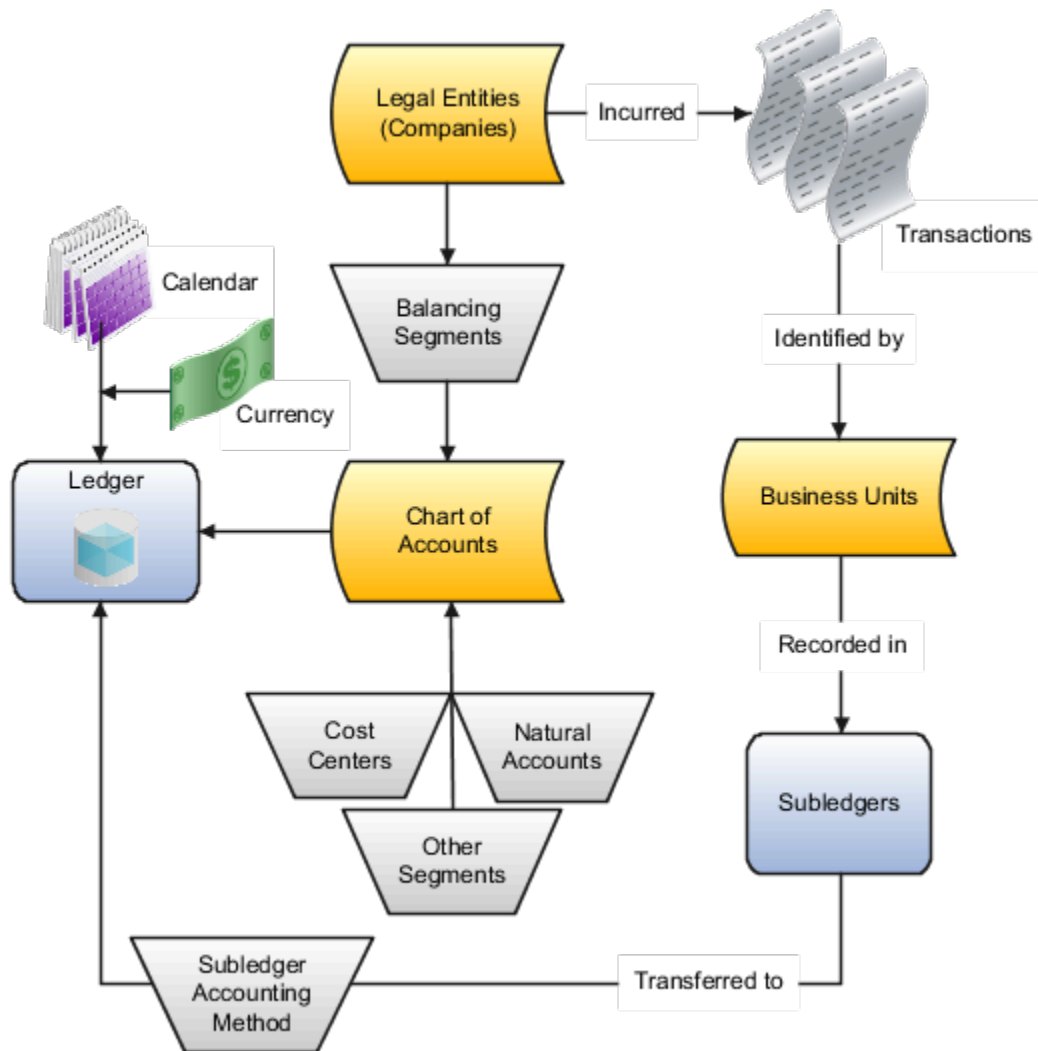 Legal Entities
(Companies)
Incurred
Transactions
Calendar
Balancing
Segments
Identified by
Currency
Ledger
Chart of
Accounts
Business Units
Recorded in
Cost
Centers
Natural
Accounts
Subledgers
Other
Segments
Subledger
Accounting
Method
Transferred to